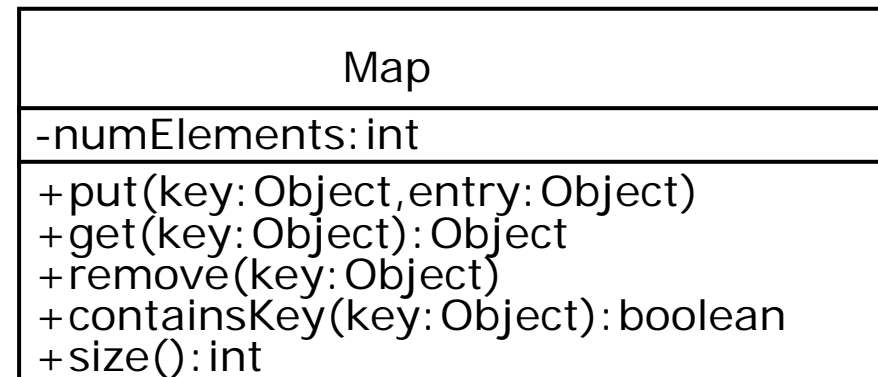 Map
-numElements:int
+put(key:Object,entry:Object)
+get(key:Object):Object
+remove(key:Object)
+containsKey(key:Object):boolean
+size():int